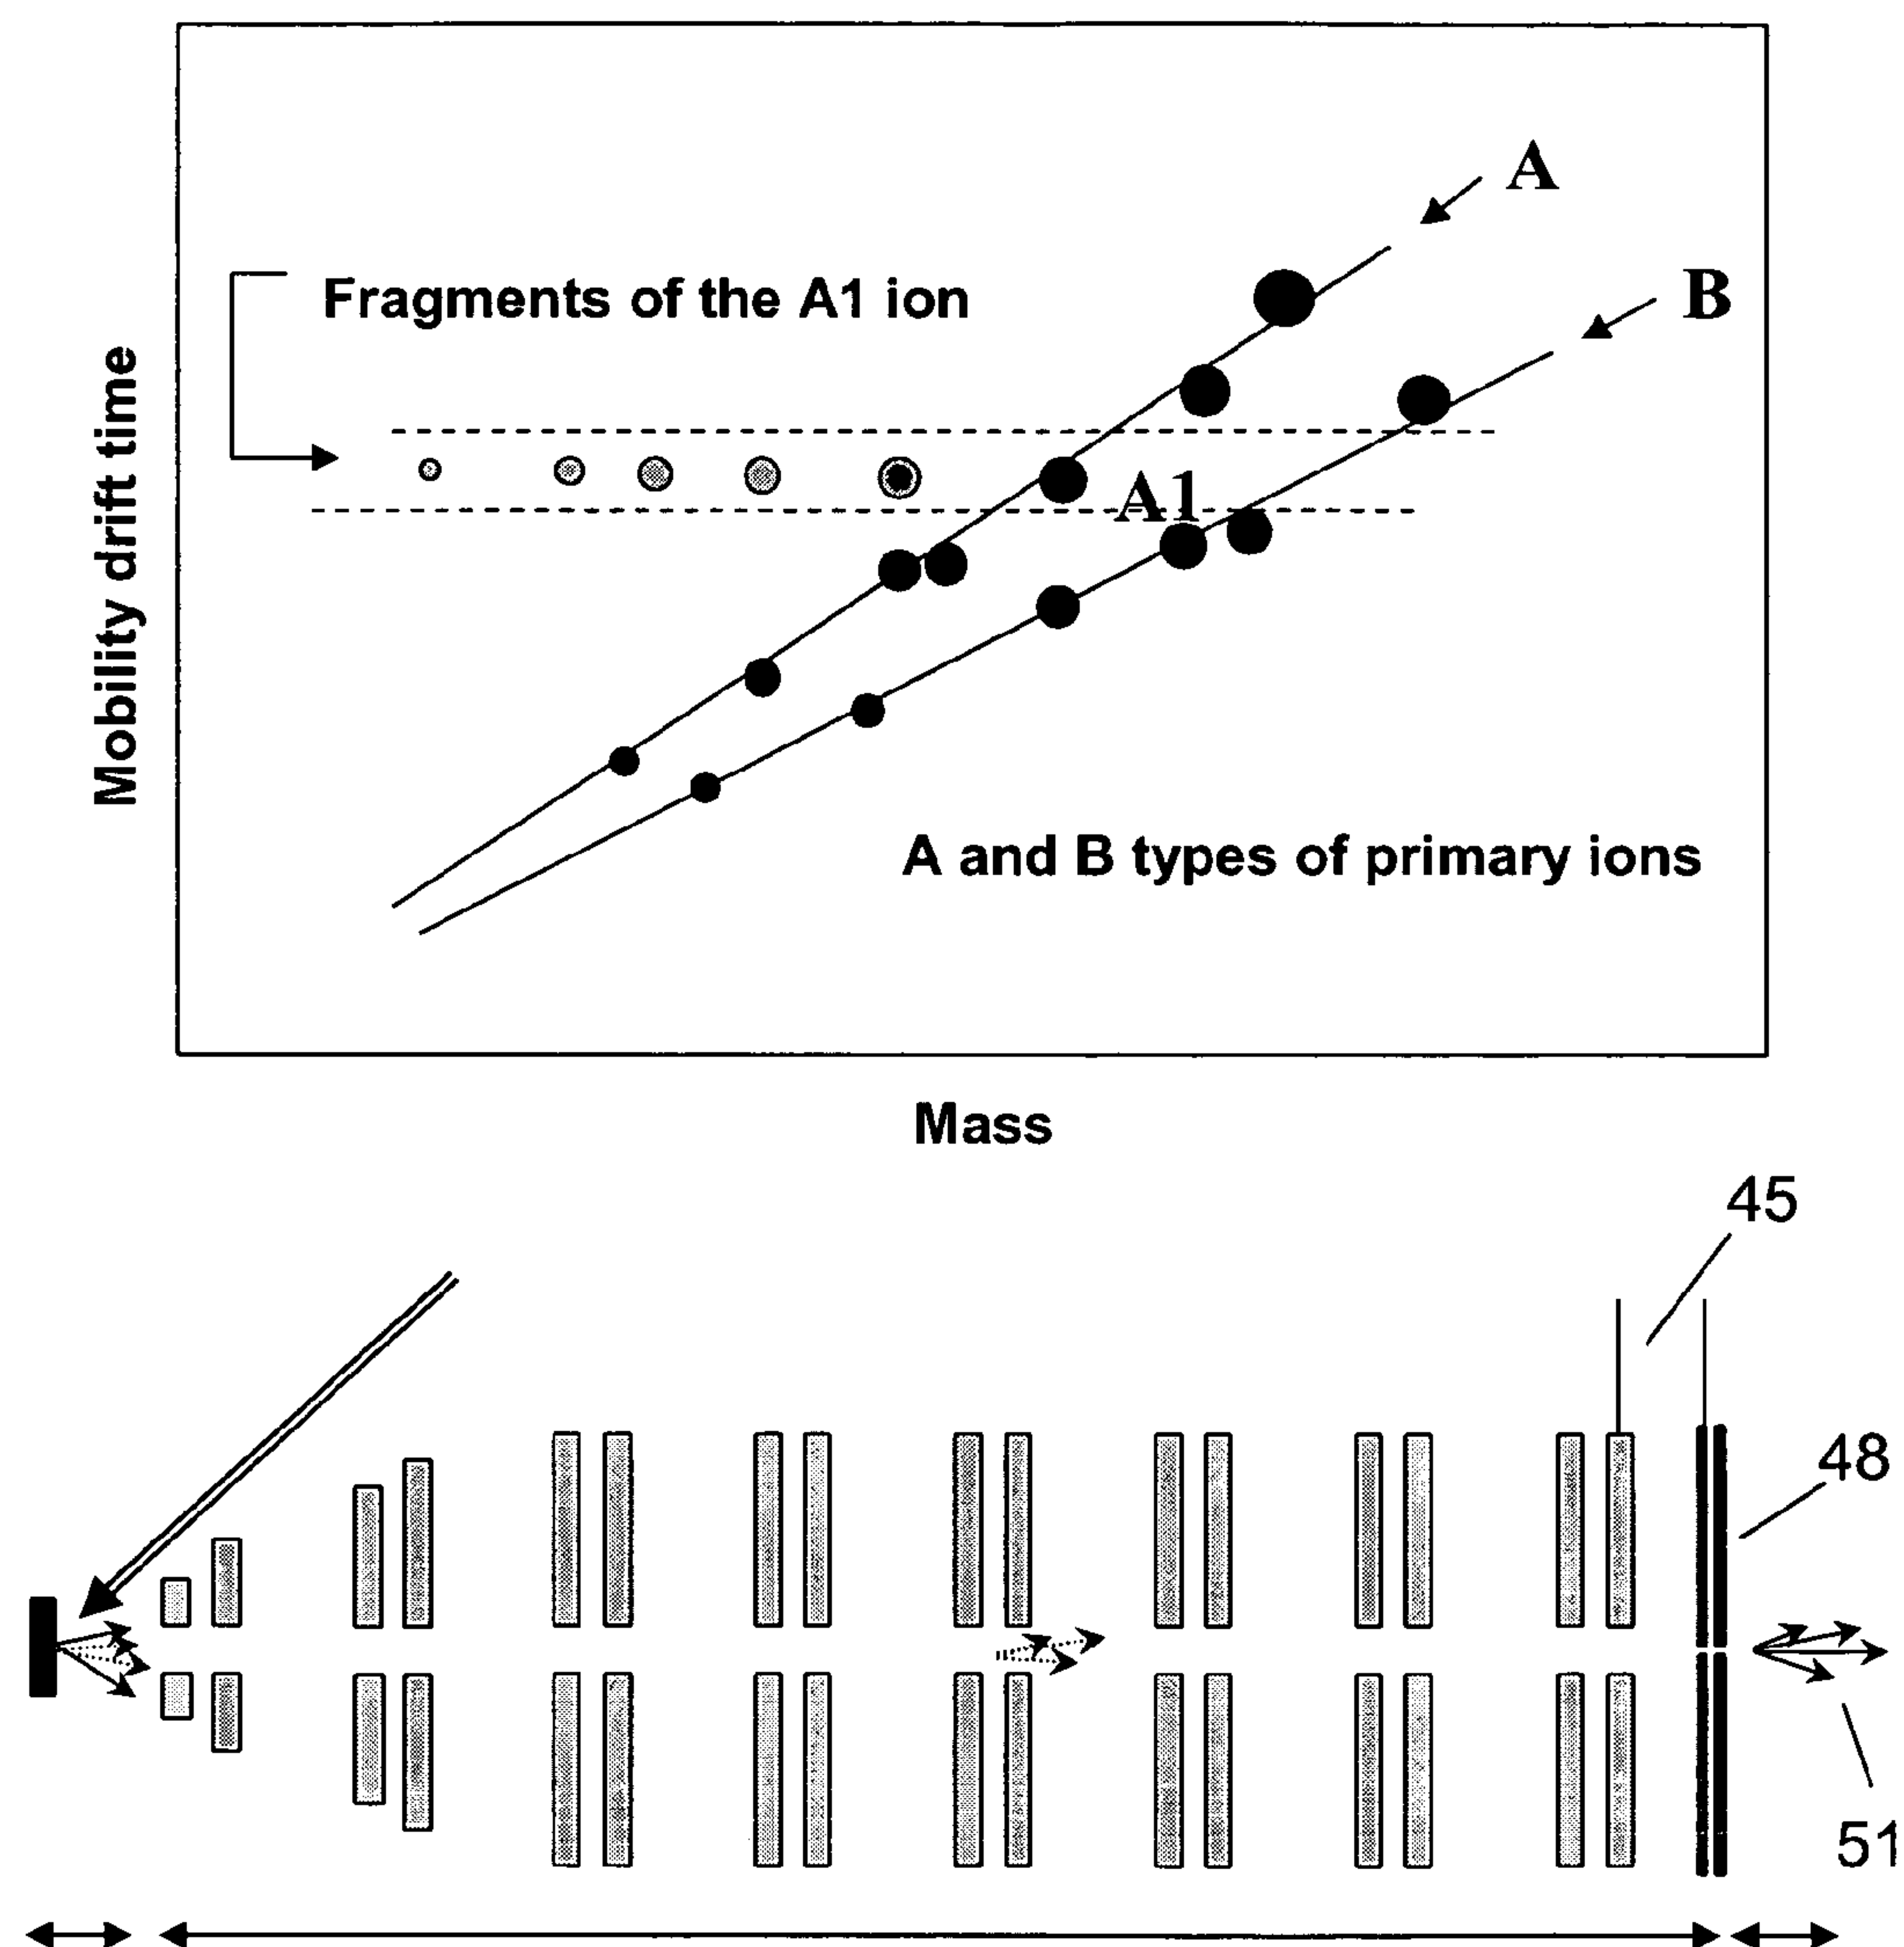 A
B
Fragments of the A1 ion
Mobility drift time
A1
A and B types of primary ions
Mass
45
48
51